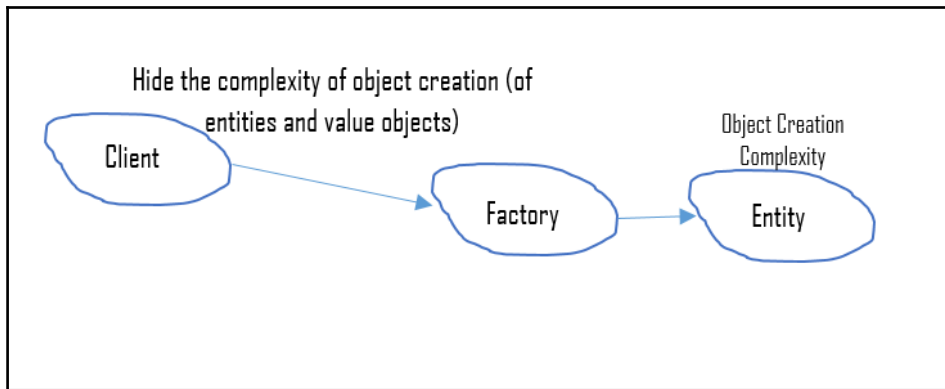 Hide the complexity of object creation (of
entities and value objects)
Client
Object Creation
Complexity
Factory
Entity